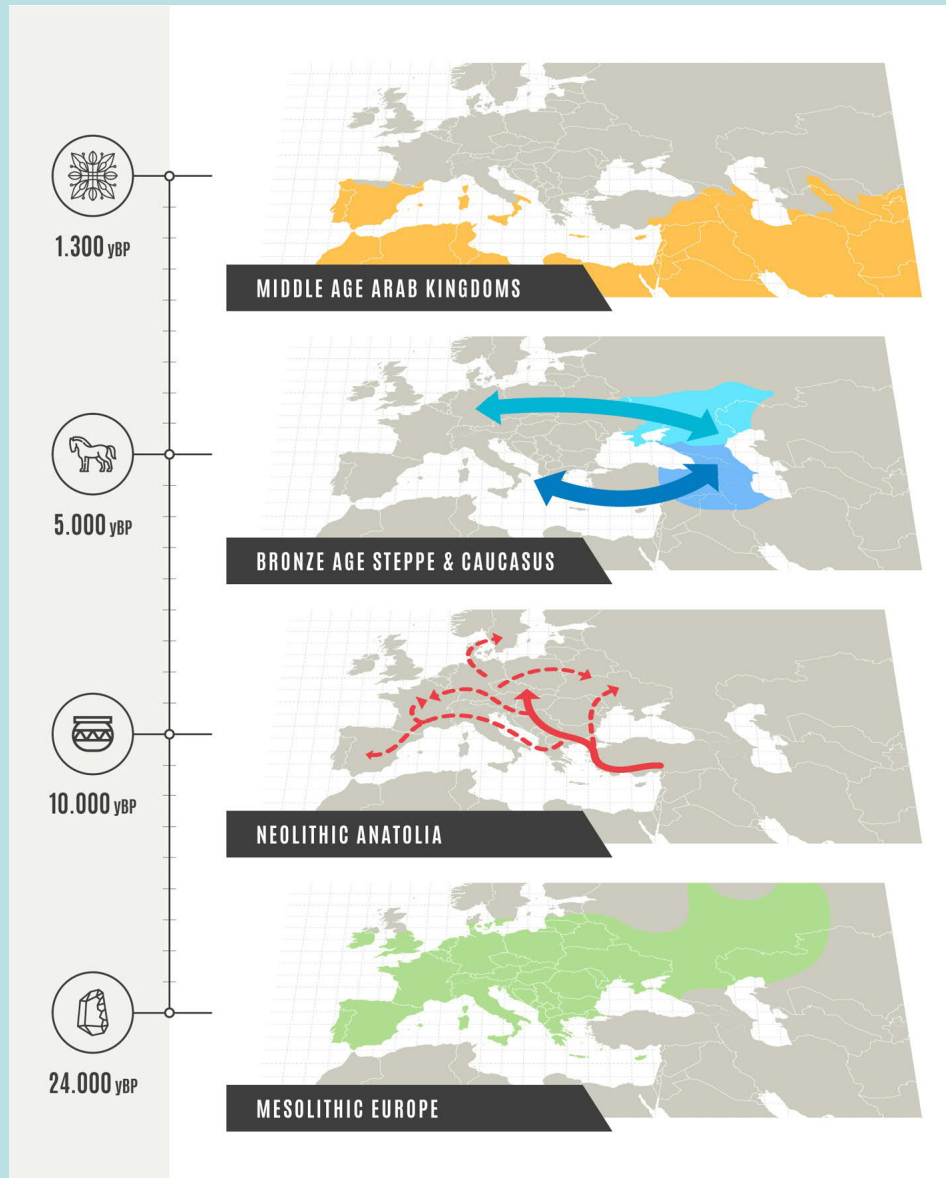 1.300 yBP
MIDDLE AGE ARAB KINGDOMS
5.000 yBP
BRONZE AGE STEPPE & CAUCASUS
10.000 yBP
NEOLITHIC ANATOLIA
24.000 yBP
MESOLITHIC EUROPE